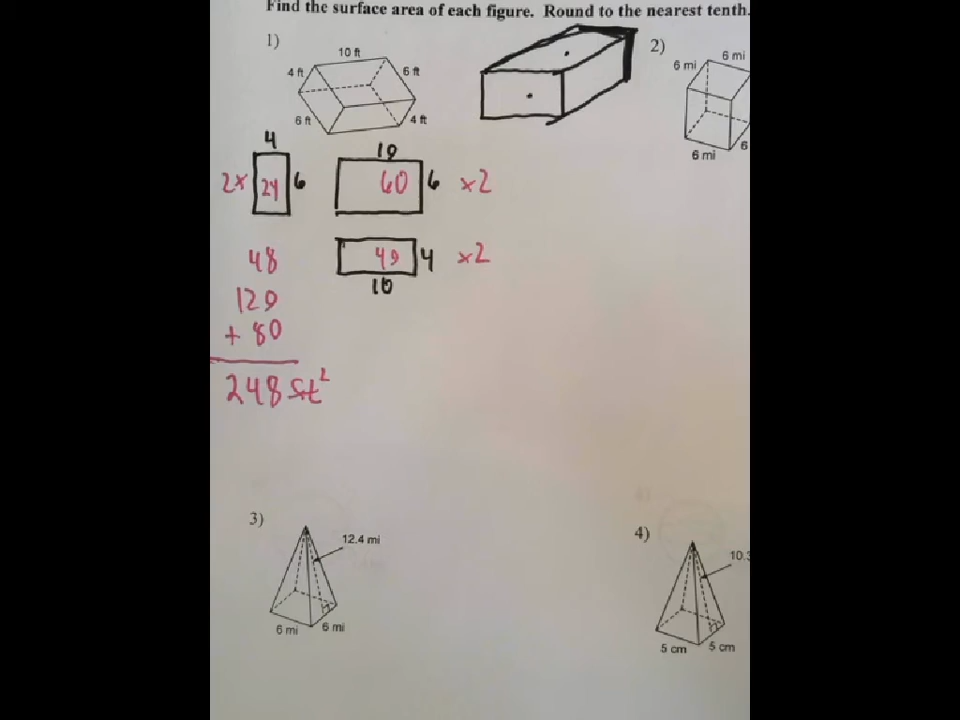 Find the surface area of each figure. Round to the nearest tenth.
1)
10 ft
4 ft
6 ft
6 ft
4 ft
2)
6 mi
6 mi
6 mi
6
4
2x 24 6
10
60 6 x2
40 4 x2
10
48
120
+ 80
248 ft²
3)
12.4 mi
6 mi
6 mi
4)
10.3
5 cm
5 cm